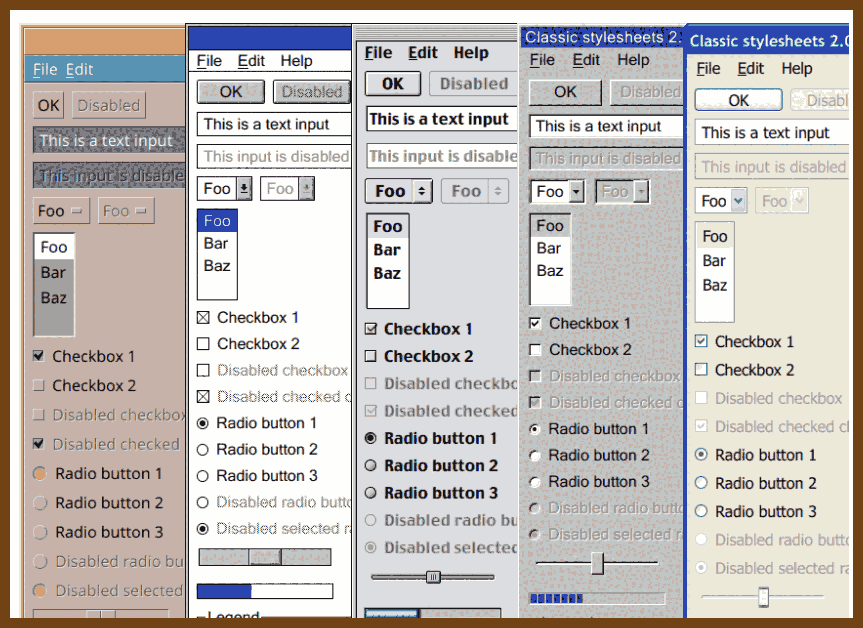 File Edit
OK Disabled
This is a text input
This input is disable
Foo Foo
Foo
Bar
Baz
Checkbox 1
Checkbox 2
Disabled checkbox
Disabled checked
Radio button 1
Radio button 2
Radio button 3
Disabled radio bu
Disabled selected
File Edit Help
OK Disabled
This is a text input
This input is disabled
Foo Foo
Foo
Bar
Baz
Checkbox 1
Checkbox 2
Disabled checkbox
Disabled checked c
Radio button 1
Radio button 2
Radio button 3
Disabled radio butto
Disabled selected ra
Legend
File Edit Help
OK Disabled
This is a text input
This input is disable
Foo Foo
Foo
Bar
Baz
Checkbox 1
Checkbox 2
Disabled checkbo
Disabled checked
Radio button 1
Radio button 2
Radio button 3
Disabled radio bu
Disabled selected
Classic stylesheets 2.
File Edit Help
OK Disabled
This is a text input
This input is disabled
Foo Foo
Foo
Bar
Baz
Checkbox 1
Checkbox 2
Disabled checkbox
Disabled checked c
Radio button 1
Radio button 2
Radio button 3
Disabled radio butto
Disabled selected ra
Classic stylesheets 2.0
File Edit Help
OK Disabl
This is a text input
This input is disabled
Foo Foo
Foo
Bar
Baz
Checkbox 1
Checkbox 2
Disabled checkbox
Disabled checked cl
Radio button 1
Radio button 2
Radio button 3
Disabled radio butto
Disabled selected ra